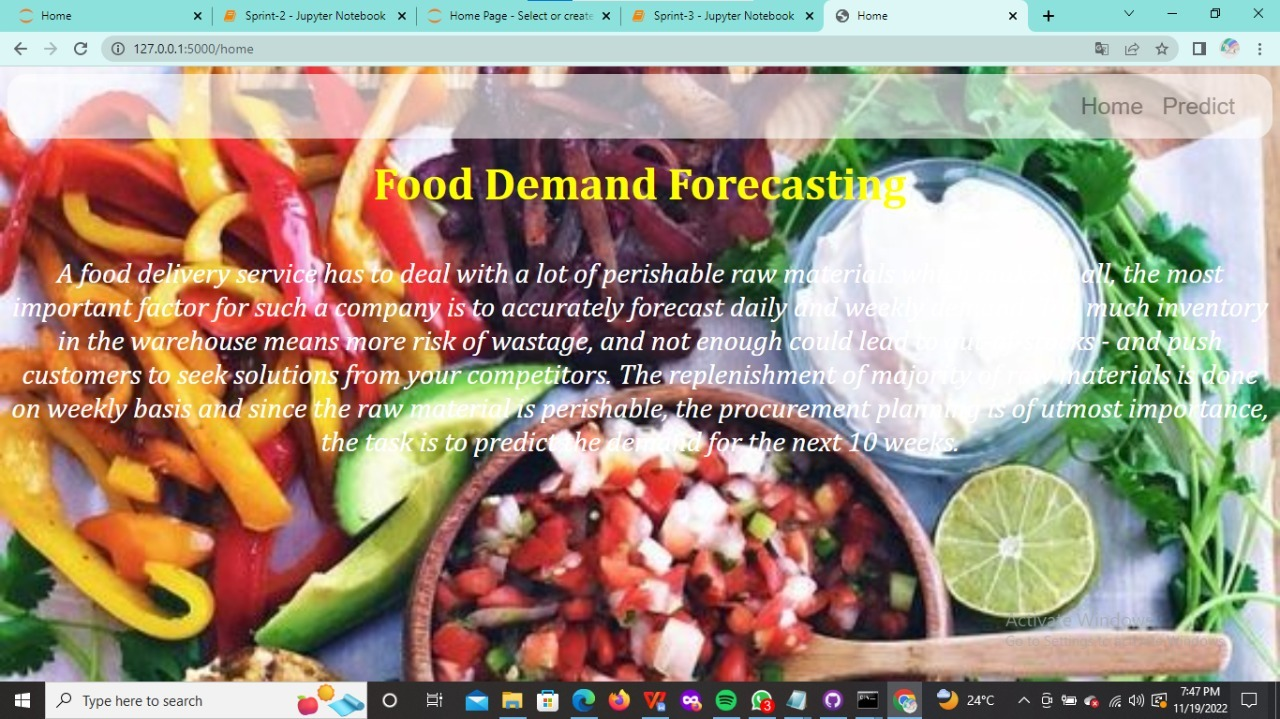 Home
Sprint-2 - Jupyter Notebook
Home Page - Select or create
Sprint-3 - Jupyter Notebook
Home
127.0.0.1:5000/home
Home Predict
Food Demand Forecasting
A food delivery service has to deal with a lot of perishable raw materials all, the most
important factor for such a company is to accurately forecast daily and weekly much inventory
in the warehouse means more risk of wastage, and not enough could lead to - and push
customers to seek solutions from your competitors. The replenishment of majority of raw materials is done
on weekly basis and since the raw material is perishable, the procurement planning is of utmost importance,
the task is to predict the demand for the next 10 weeks.
Activate Windows
Type here to search
3
24°C
7:47 PM
11/19/2022